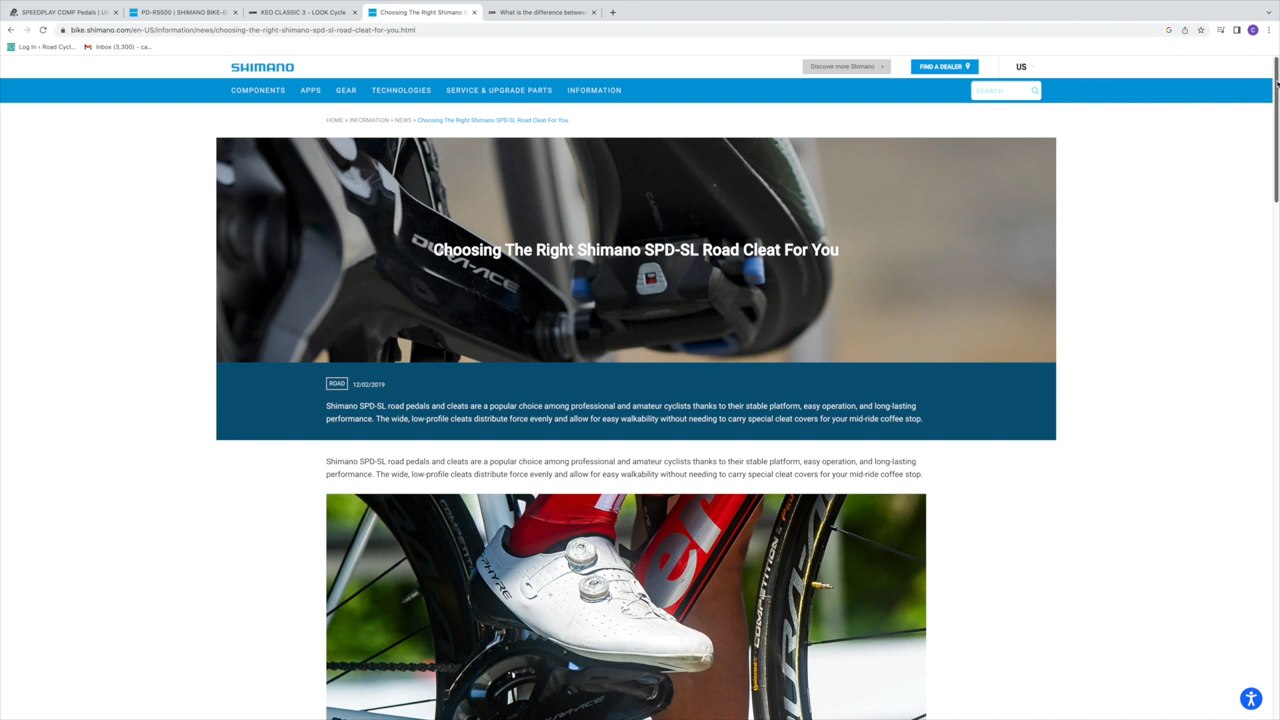 SPEEDPLAY COMP Pedals | U
PD-RS500 | SHIMANO BIKE-E
KEO CLASSIC 3 - LOOK Cycle
Choosing The Right Shimano S
What is the difference betwee
bike.shimano.com/en-US/information/news/choosing-the-right-shimano-spd-sl-road-cleat-for-you.html
Log In ‹ Road Cycl...
Inbox (3,300) - ca...
SHIMANO
Discover more Shimano
FIND A DEALER
US
COMPONENTS
APPS
GEAR
TECHNOLOGIES
SERVICE & UPGRADE PARTS
INFORMATION
SEARCH
HOME > INFORMATION > NEWS > Choosing The Right Shimano SPD-SL Road Cleat For You
DURA-ACE
CARBON
Choosing The Right Shimano SPD-SL Road Cleat For You
ROAD
12/02/2019
Shimano SPD-SL road pedals and cleats are a popular choice among professional and amateur cyclists thanks to their stable platform, easy operation, and long-lasting
performance. The wide, low-profile cleats distribute force evenly and allow for easy walkability without needing to carry special cleat covers for your mid-ride coffee stop.
Shimano SPD-SL road pedals and cleats are a popular choice among professional and amateur cyclists thanks to their stable platform, easy operation, and long-lasting
performance. The wide, low-profile cleats distribute force evenly and allow for easy walkability without needing to carry special cleat covers for your mid-ride coffee stop.
COMPETITION
DURA-ACE